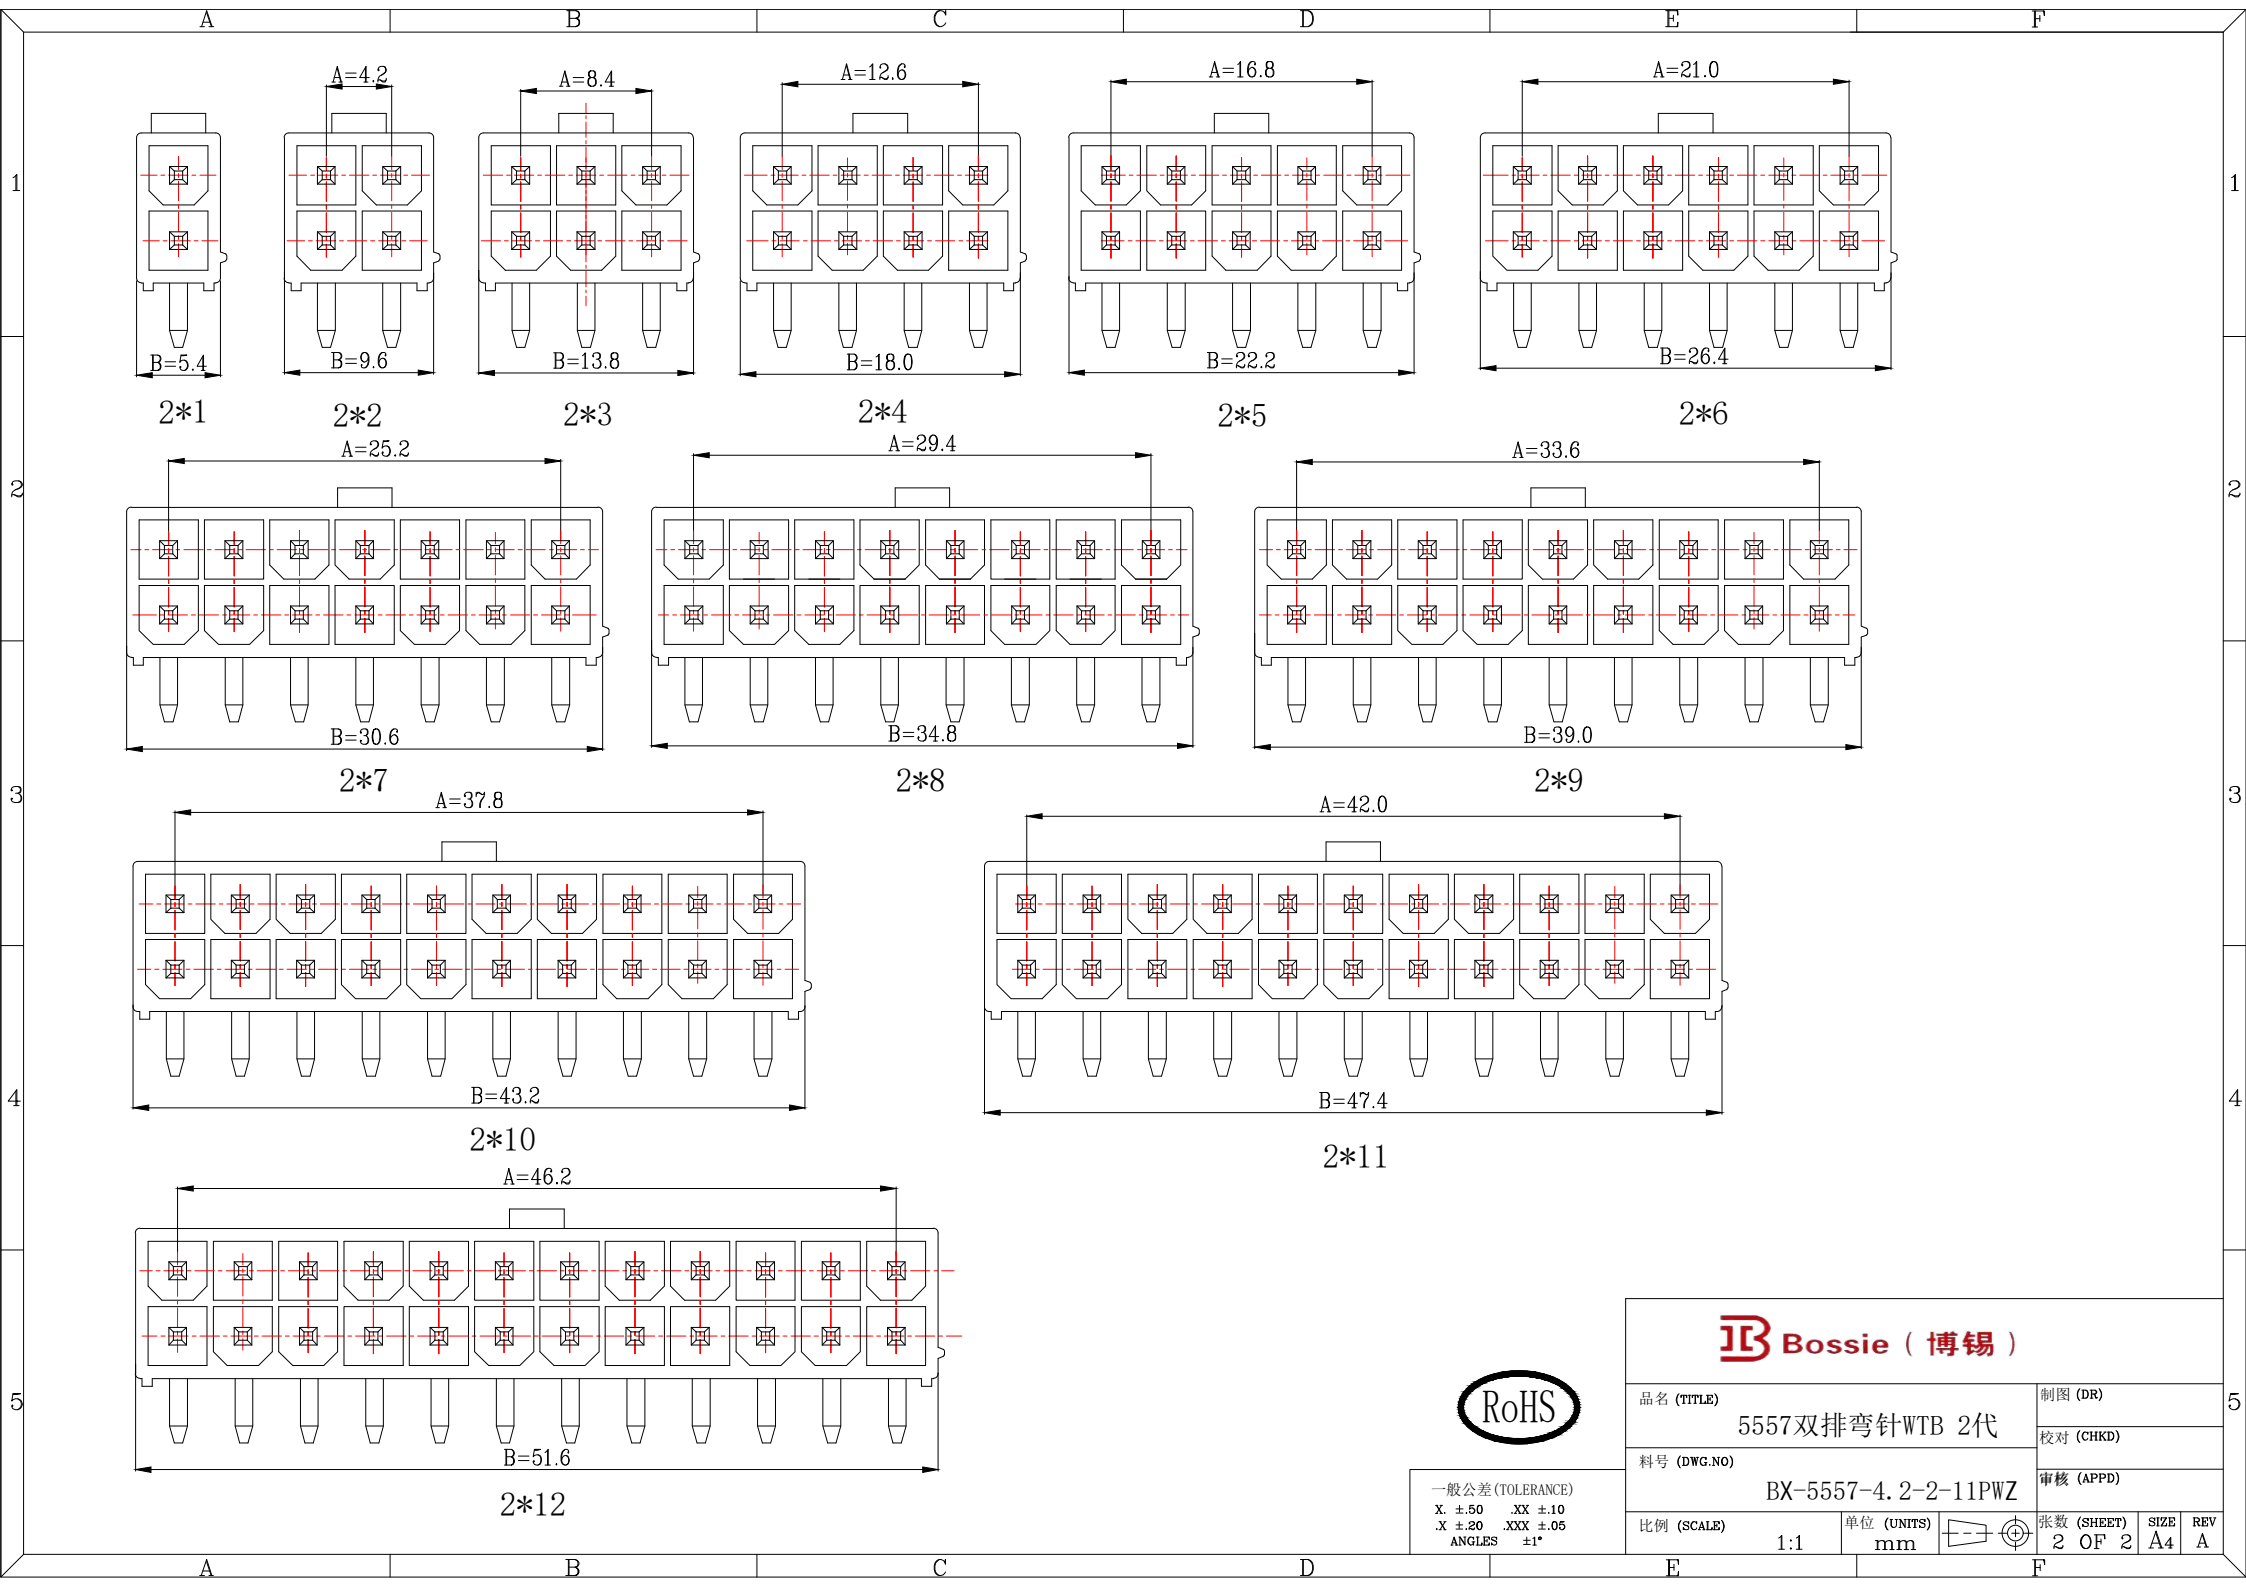 A B C D E F
A=4.2
A=8.4
A=12.6
A=16.8
A=21.0
1 1
B=5.4
B=9.6
B=13.8
B=18.0
B=22.2
B=26.4
2*1
2*2
2*3
2*4
2*5
2*6
A=25.2
A=29.4
A=33.6
2 2
B=30.6
B=34.8
B=39.0
2*7
2*8
2*9
3 3
A=37.8
A=42.0
B=43.2
B=47.4
4 4
2*10
2*11
A=46.2
B=51.6
2*12
5 5
RoHS
一般公差(TOLERANCE)
X. ±.50 .XX ±.10
.X ±.20 .XXX ±.05
ANGLES ±1°
Bossie（博锡）
品名 (TITLE)
5557双排弯针WTB 2代
料号 (DWG.NO)
BX-5557-4.2-2-11PWZ
比例 (SCALE)
1:1
单位 (UNITS)
mm
制图 (DR)
校对 (CHKD)
审核 (APPD)
张数 (SHEET)
2 OF 2
SIZE
A4
REV
A
A B C D E F